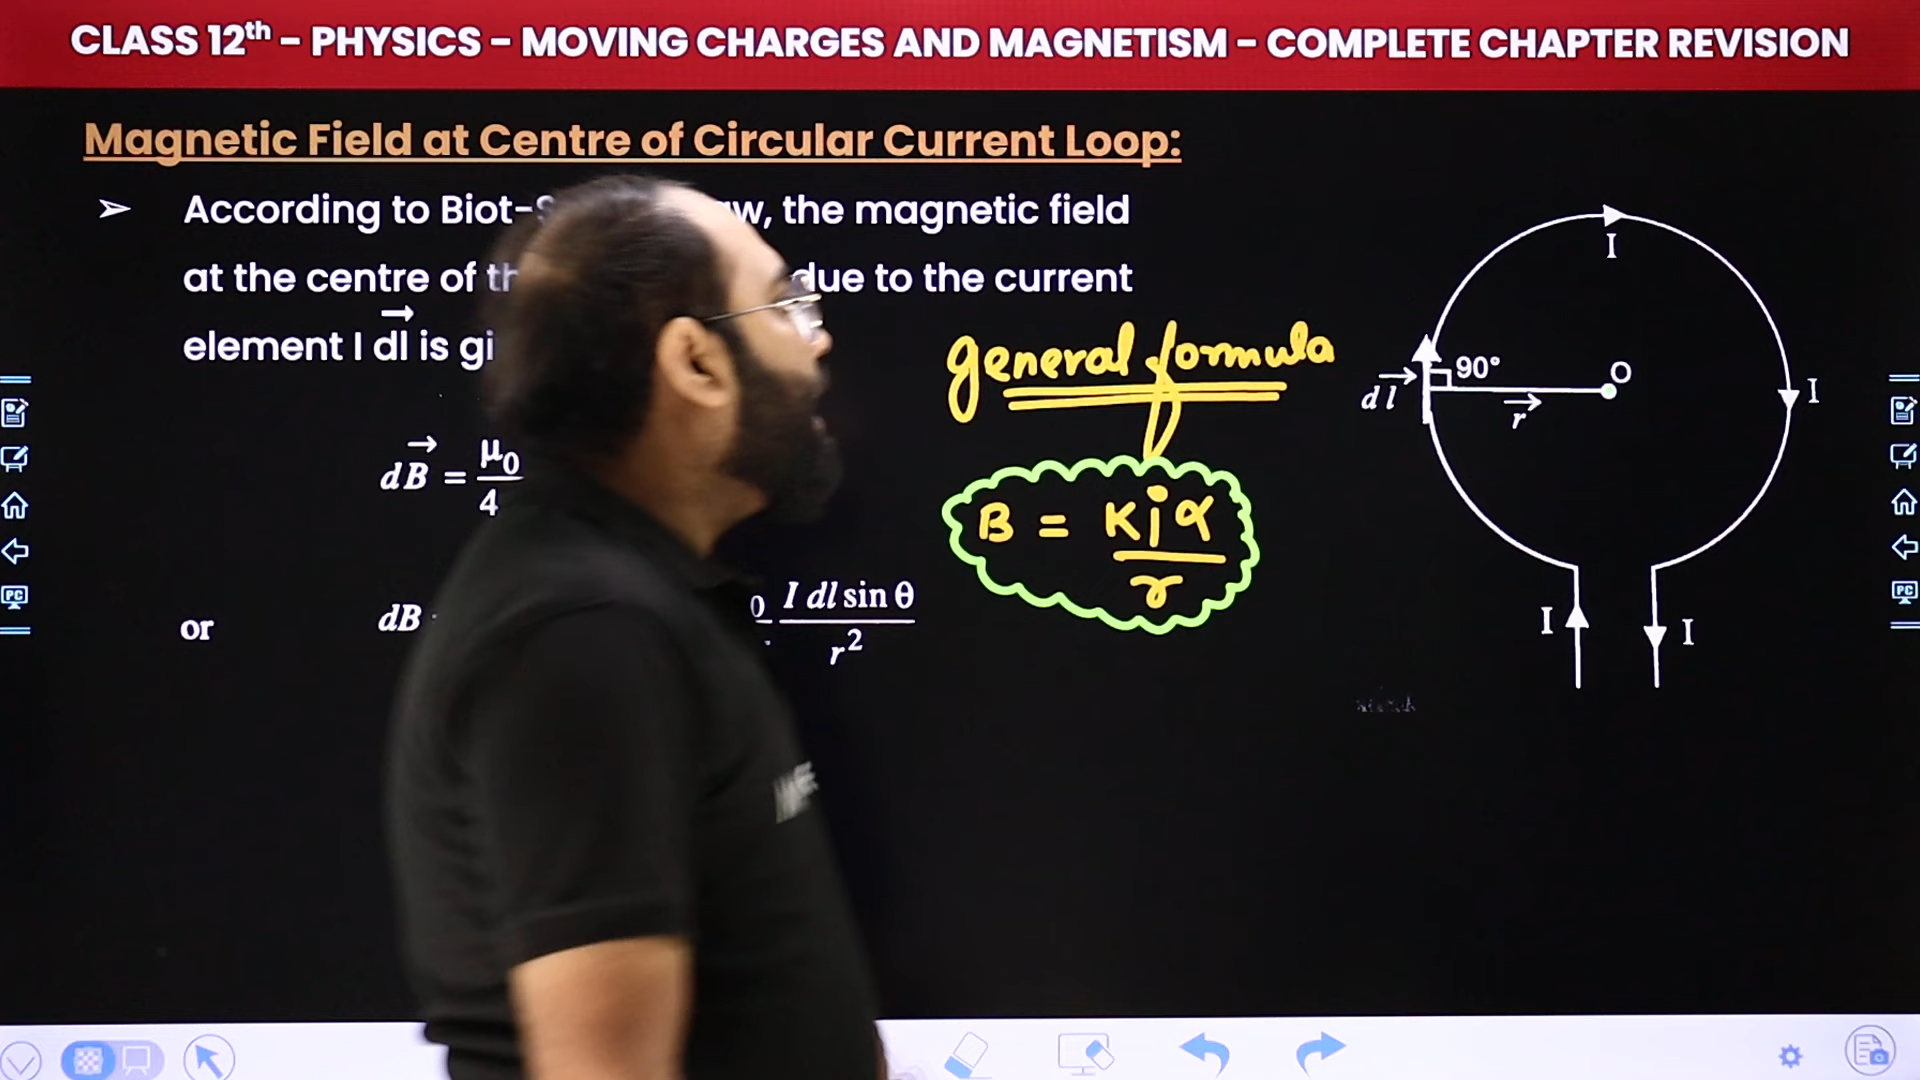 CLASS 12th – PHYSICS – MOVING CHARGES AND MAGNETISM – COMPLETE CHAPTER REVISION
Magnetic Field at Centre of Circular Current Loop:
➢ According to Biot- the magnetic field
at the centre of due to the current
element I dl⃗ is
dB⃗ = μ0 / 4
or dB I dl sin θ / r²
general formula
B = Kiα / r
I
I
90°
O
dl⃗
r⃗
I
I
PC
PC